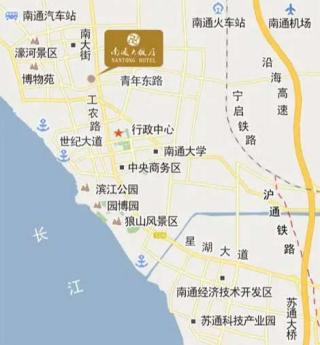 南通汽车站
南通火车站
南通机场
濠河景区
南大街
南通大饭店
NANTONG HOTEL
博物苑
青年东路
沿海高速
工农路
宁启铁路
行政中心
世纪大道
南通大学
中央商务区
滨江公园
园博园
沪通铁路
狼山风景区
长江
星湖大道
南通经济技术开发区
苏通科技产业园
苏通大桥